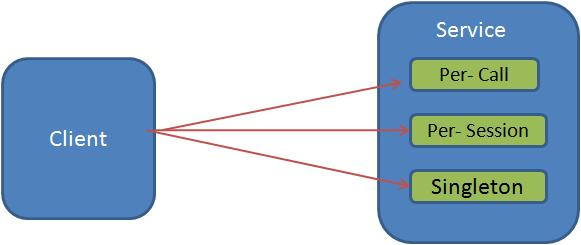 Service
Per- Call
Client
Per- Session
Singleton